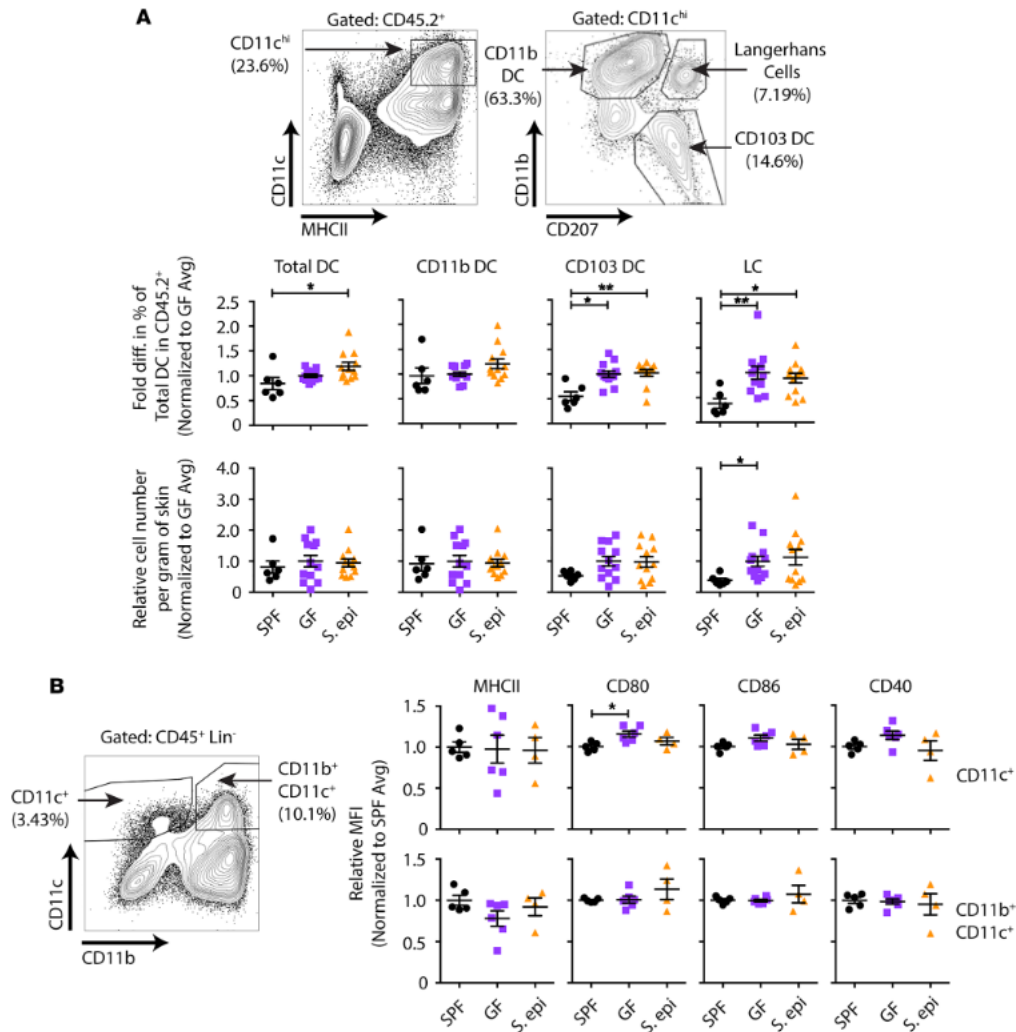 A
Gated: CD45.2⁺
CD11cʰⁱ
(23.6%)
CD11c
MHCII
Gated: CD11cʰⁱ
CD11b
DC
(63.3%)
Langerhans
Cells
(7.19%)
CD103 DC
(14.6%)
CD11b
CD207
Total DC
CD11b DC
CD103 DC
LC
Fold diff. in % of
Total DC in CD45.2⁺
(Normalized to GF Avg)
2.5
2.0
1.5
1.0
0.5
0
*
*
**
**
*
Relative cell number
per gram of skin
(Normalized to GF Avg)
4.0
3.0
2.0
1.0
0
*
SPF GF S. epi
SPF GF S. epi
SPF GF S. epi
SPF GF S. epi
B
Gated: CD45⁺ Lin⁻
CD11c⁺
(3.43%)
CD11b⁺
CD11c⁺
(10.1%)
CD11c
CD11b
MHCII
CD80
CD86
CD40
Relative MFI
(Normalized to SPF Avg)
1.5
1.0
0.5
0
*
CD11c⁺
1.5
1.0
0.5
0
CD11b⁺
CD11c⁺
SPF GF S. epi
SPF GF S. epi
SPF GF S. epi
SPF GF S. epi